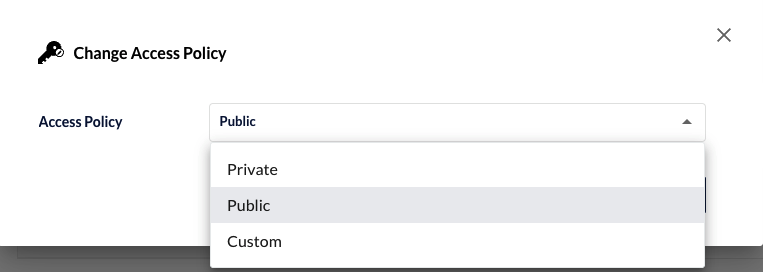 Change Access Policy
Access Policy
Public
Private
Public
Custom